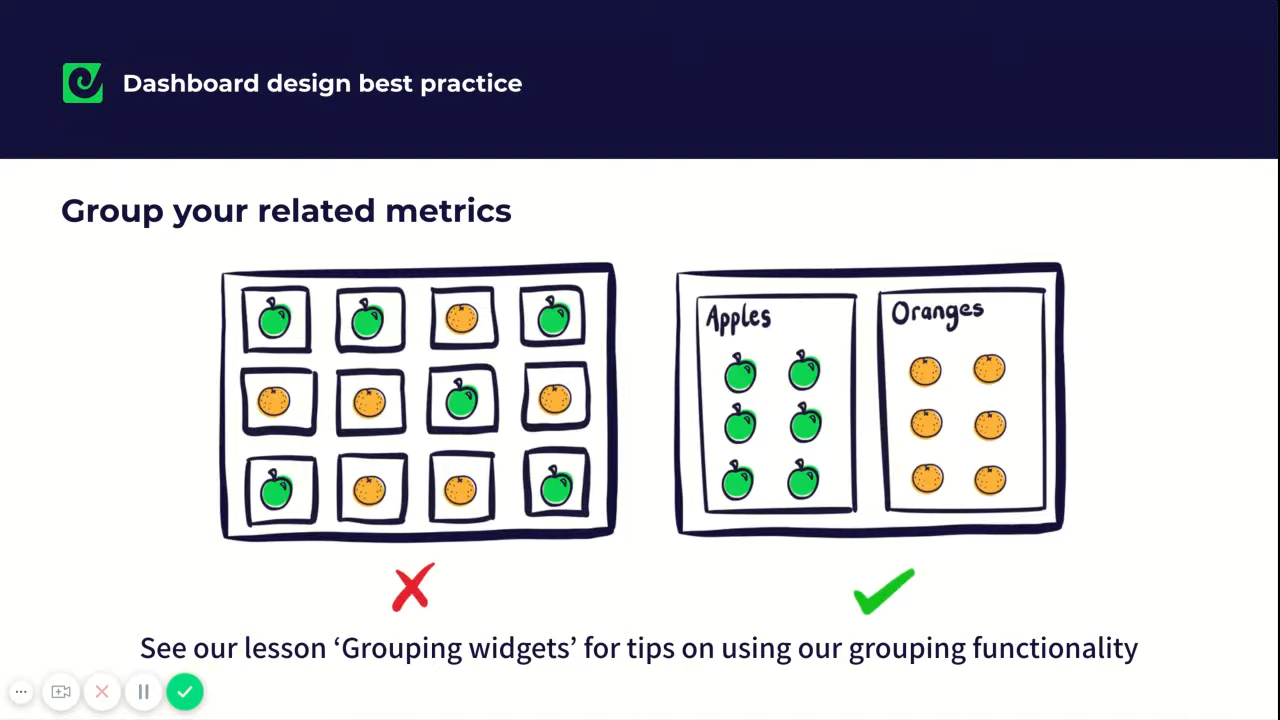 Dashboard design best practice
Group your related metrics
Apples
Oranges
See our lesson ‘Grouping widgets’ for tips on using our grouping functionality